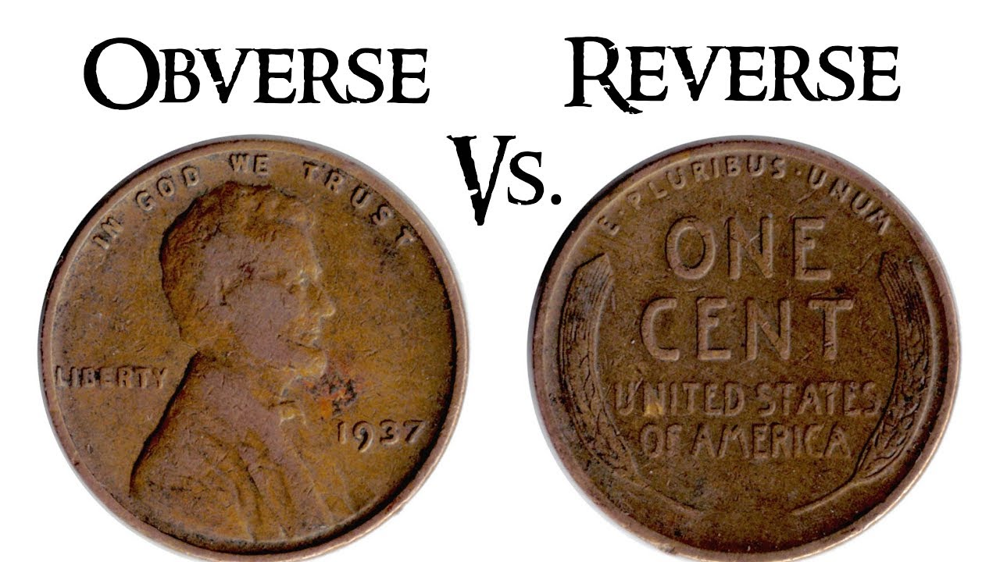 OBVERSE
REVERSE
Vs.
IN GOD WE TRUST
LIBERTY
1937
E·PLURIBUS·UNUM
ONE
CENT
UNITED STATES
OF AMERICA